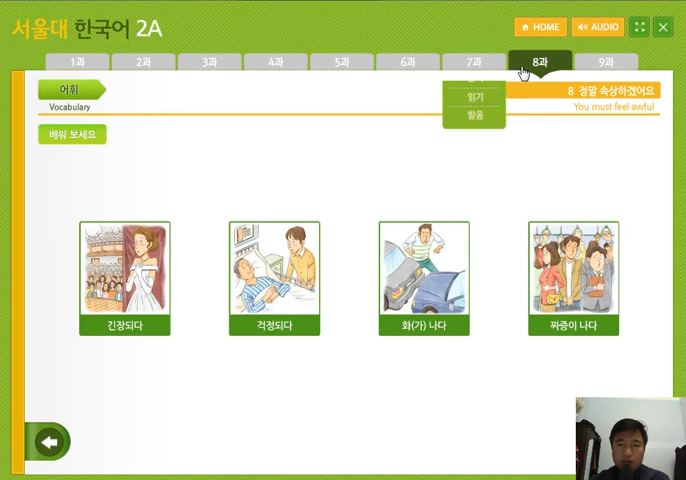 서울대 한국어 2A
HOME
AUDIO
1과 2과 3과 4과 5과 6과 7과 8과 9과
어휘
Vocabulary
읽기
발음
8 정말 속상하겠어요
You must feel awful
배워 보세요
긴장되다
걱정되다
화(가) 나다
짜증이 나다